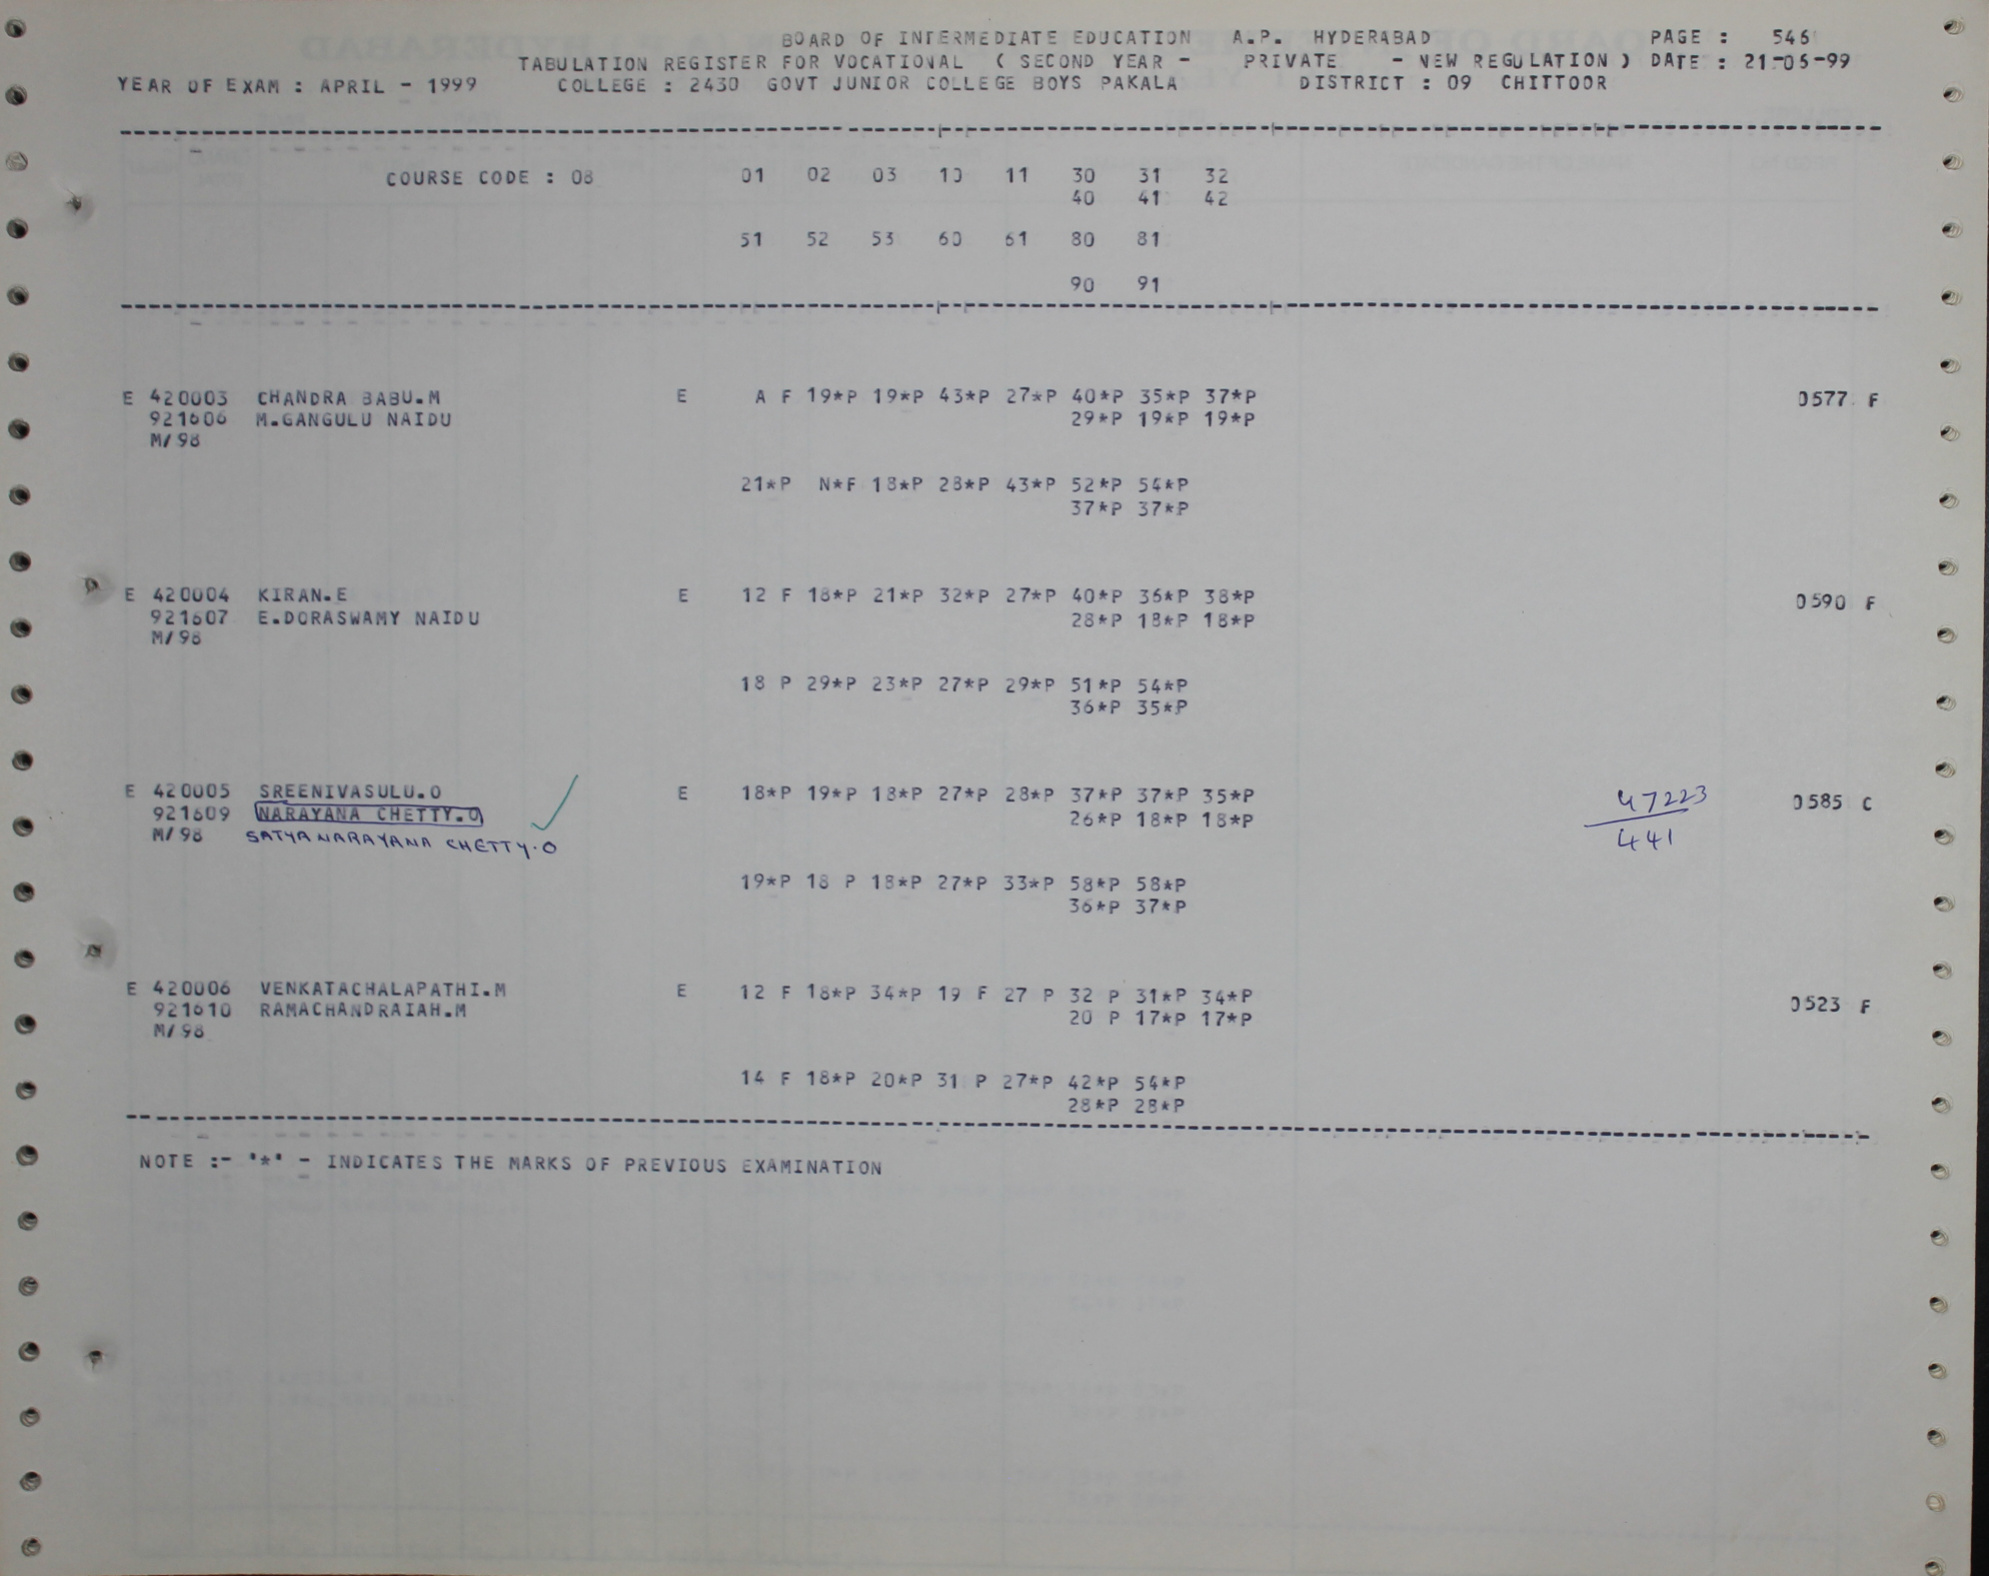 BOARD OF INTERMEDIATE EDUCATION A.P. HYDERABAD PAGE : 546
TABULATION REGISTER FOR VOCATIONAL ( SECOND YEAR - PRIVATE - NEW REGULATION ) DATE : 21-05-99
YEAR OF EXAM : APRIL - 1999 COLLEGE : 2430 GOVT JUNIOR COLLEGE BOYS PAKALA DISTRICT : 09 CHITTOOR
COURSE CODE : 08 01 02 03 10 11 30 31 32
40 41 42
51 52 53 60 61 80 81
90 91
E 420003 CHANDRA BABU.M E A F 19*P 19*P 43*P 27*P 40*P 35*P 37*P 0577 F
921606 M.GANGULU NAIDU 29*P 19*P 19*P
M/98
21*P N*F 18*P 28*P 43*P 52*P 54*P
37*P 37*P
E 420004 KIRAN.E E 12 F 18*P 21*P 32*P 27*P 40*P 36*P 38*P 0590 F
921607 E.DORASWAMY NAIDU 28*P 18*P 18*P
M/98
18 P 29*P 23*P 27*P 29*P 51*P 54*P
36*P 35*P
E 420005 SREENIVASULU.O E 18*P 19*P 18*P 27*P 28*P 37*P 37*P 35*P 47223 0585 C
921609 NARAYANA CHETTY.O 26*P 18*P 18*P
M/98 SATYANARAYANA CHETTY.O 441
19*P 18 P 18*P 27*P 33*P 58*P 58*P
36*P 37*P
E 420006 VENKATACHALAPATHI.M E 12 F 18*P 34*P 19 F 27 P 32 P 31*P 34*P 0523 F
921610 RAMACHANDRAIAH.M 20 P 17*P 17*P
M/98
14 F 18*P 20*P 31 P 27*P 42*P 54*P
28*P 28*P
NOTE :- '*' - INDICATES THE MARKS OF PREVIOUS EXAMINATION